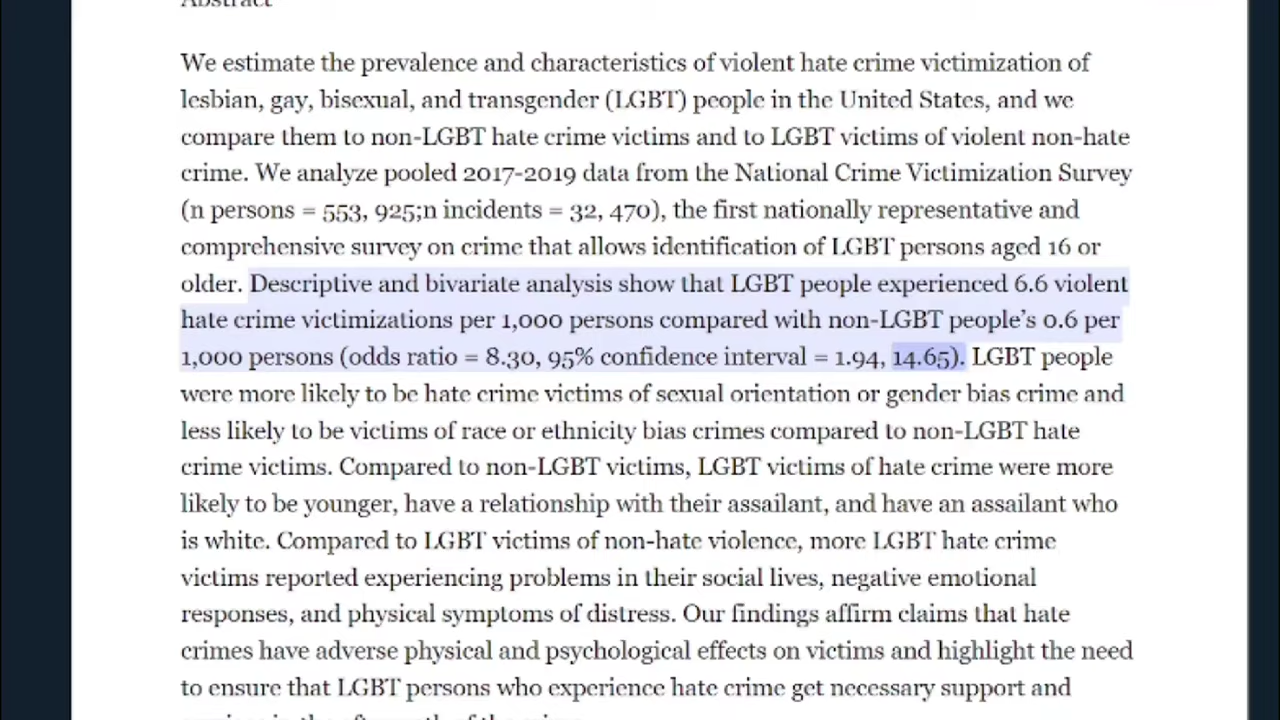 Abstract
We estimate the prevalence and characteristics of violent hate crime victimization of
lesbian, gay, bisexual, and transgender (LGBT) people in the United States, and we
compare them to non-LGBT hate crime victims and to LGBT victims of violent non-hate
crime. We analyze pooled 2017-2019 data from the National Crime Victimization Survey
(n persons = 553, 925;n incidents = 32, 470), the first nationally representative and
comprehensive survey on crime that allows identification of LGBT persons aged 16 or
older. Descriptive and bivariate analysis show that LGBT people experienced 6.6 violent
hate crime victimizations per 1,000 persons compared with non-LGBT people’s 0.6 per
1,000 persons (odds ratio = 8.30, 95% confidence interval = 1.94, 14.65). LGBT people
were more likely to be hate crime victims of sexual orientation or gender bias crime and
less likely to be victims of race or ethnicity bias crimes compared to non-LGBT hate
crime victims. Compared to non-LGBT victims, LGBT victims of hate crime were more
likely to be younger, have a relationship with their assailant, and have an assailant who
is white. Compared to LGBT victims of non-hate violence, more LGBT hate crime
victims reported experiencing problems in their social lives, negative emotional
responses, and physical symptoms of distress. Our findings affirm claims that hate
crimes have adverse physical and psychological effects on victims and highlight the need
to ensure that LGBT persons who experience hate crime get necessary support and